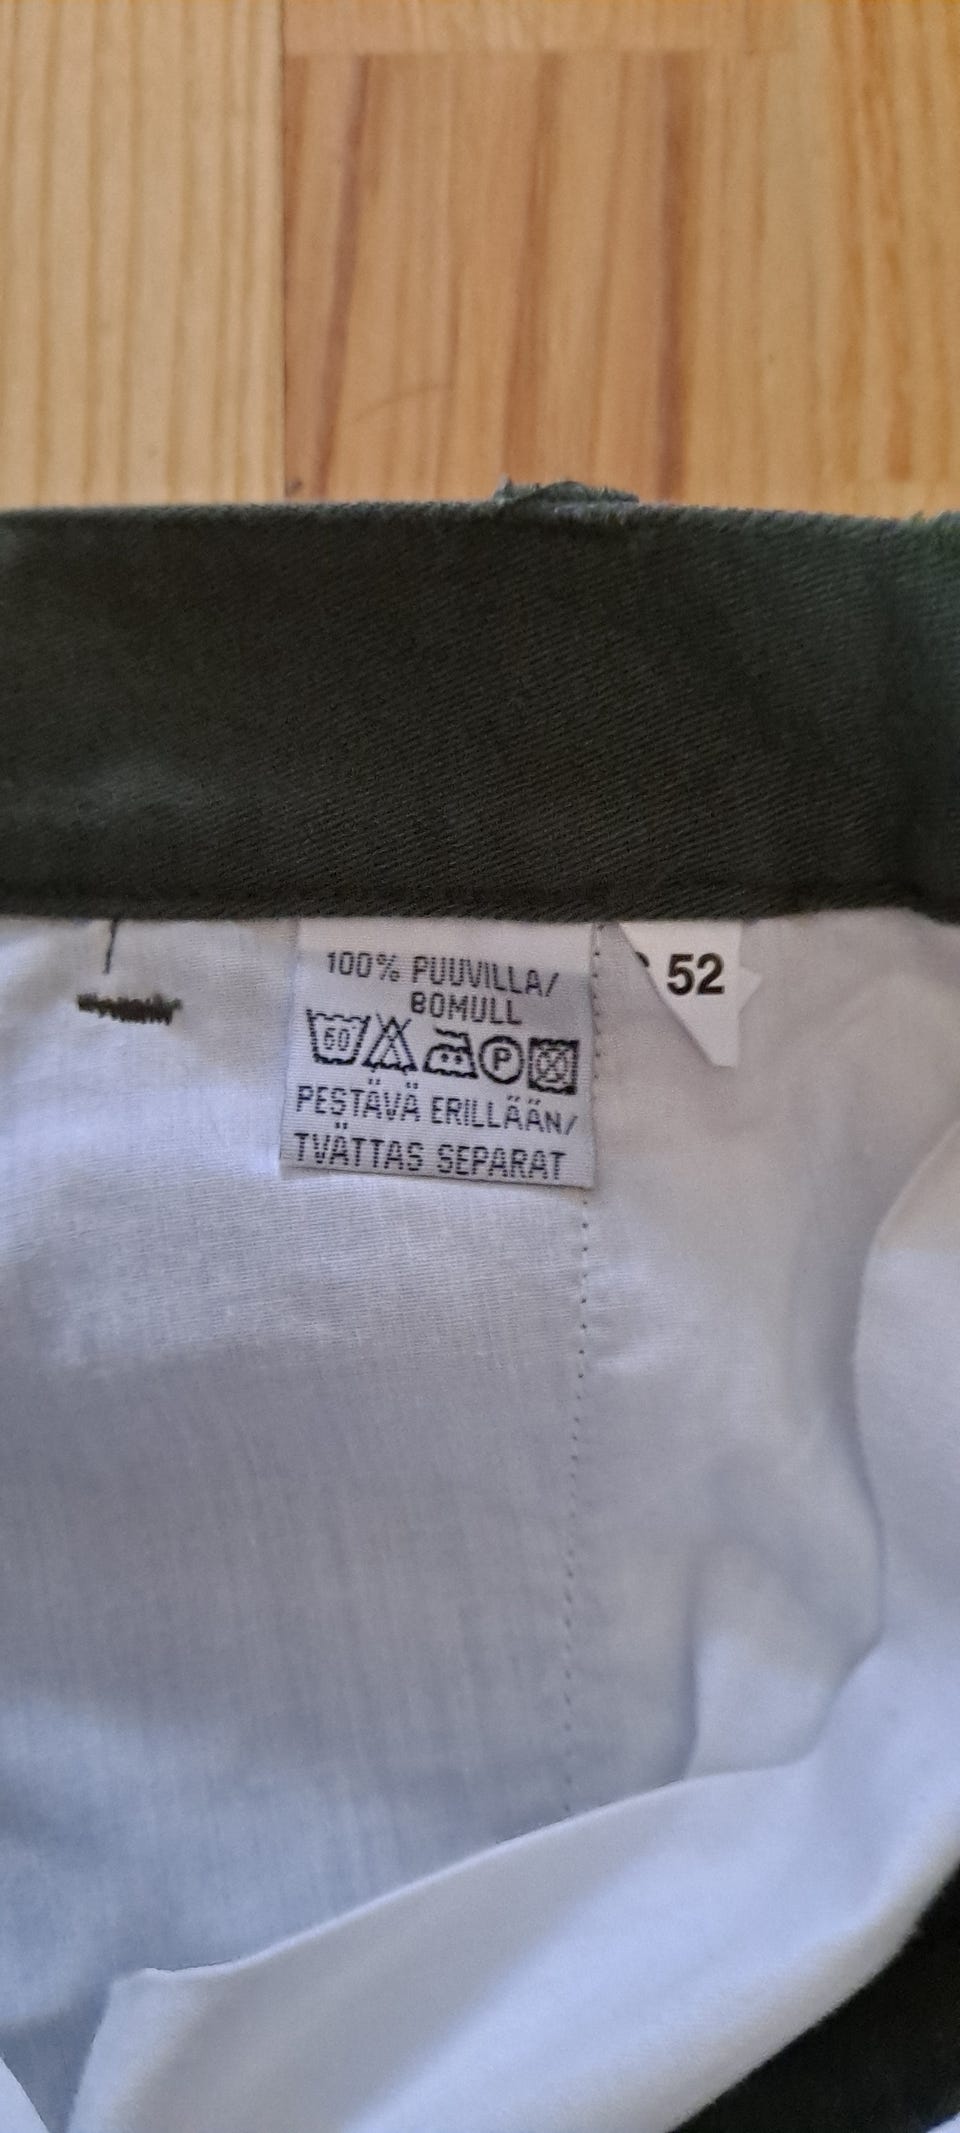 100% PUUVILLA/
BOMULL
60 P
PESTÄVÄ ERILLÄÄN/
TVÄTTAS SEPARAT
52